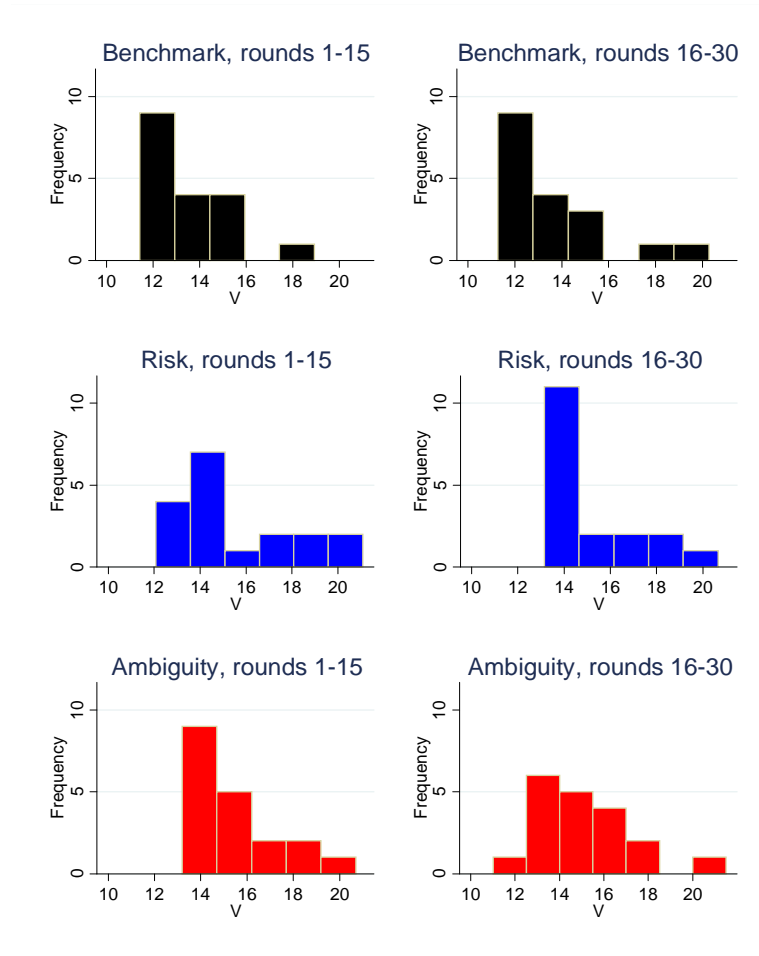 Benchmark, rounds 1-15
Frequency
0
5
10
10 12 14 16 18 20
V
Benchmark, rounds 16-30
Frequency
0
5
10
10 12 14 16 18 20
V
Risk, rounds 1-15
Frequency
0
5
10
10 12 14 16 18 20
V
Risk, rounds 16-30
Frequency
0
5
10
10 12 14 16 18 20
V
Ambiguity, rounds 1-15
Frequency
0
5
10
10 12 14 16 18 20
V
Ambiguity, rounds 16-30
Frequency
0
5
10
10 12 14 16 18 20
V